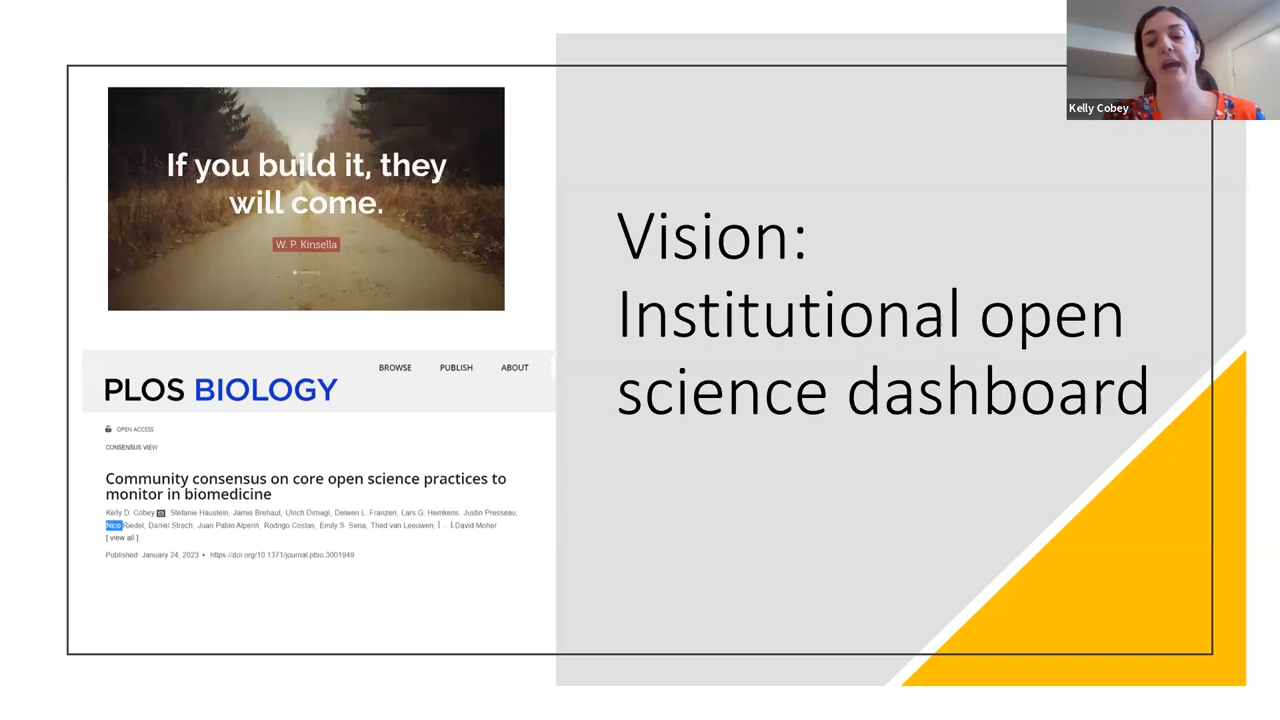 If you build it, they
will come.
W. P. Kinsella
Vision:
Institutional open
science dashboard
Kelly Cobey
BROWSE PUBLISH ABOUT
PLOS BIOLOGY
OPEN ACCESS
CONSENSUS VIEW
Community consensus on core open science practices to
monitor in biomedicine
Kelly D. Cobey, Stefanie Haustein, Jamie Brehaut, Ulrich Dirnagl, Delwen L. Franzen, Lars G. Hemkens, Justin Presseau,
Nico Riedel, Daniel Strech, Juan Pablo Alperin, Rodrigo Costas, Emily S. Sena, Thed van Leeuwen, [ ... ], David Moher
[ view all ]
Published: January 24, 2023 • https://doi.org/10.1371/journal.pbio.3001949